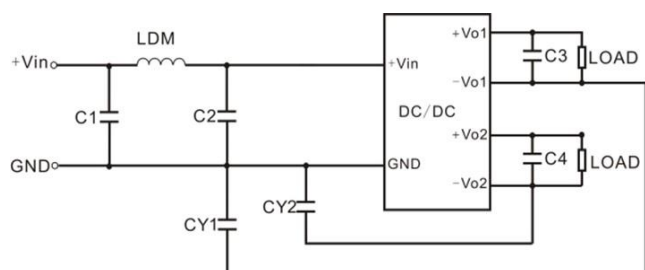 LDM
+Vin
+Vin
+Vo1
C3
LOAD
-Vo1
C1
C2
DC/DC
+Vo2
GND
GND
C4
LOAD
-Vo2
CY1
CY2